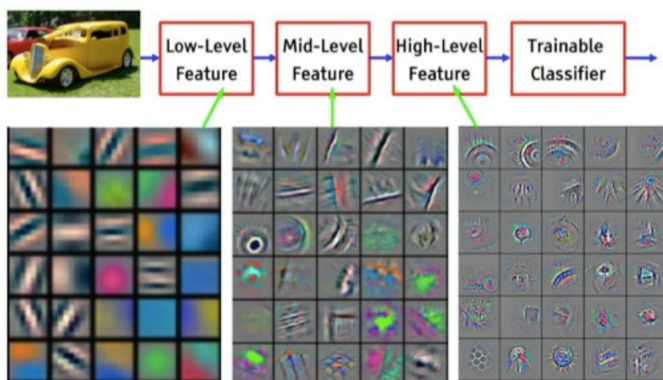 Low-Level
Feature
Mid-Level
Feature
High-Level
Feature
Trainable
Classifier